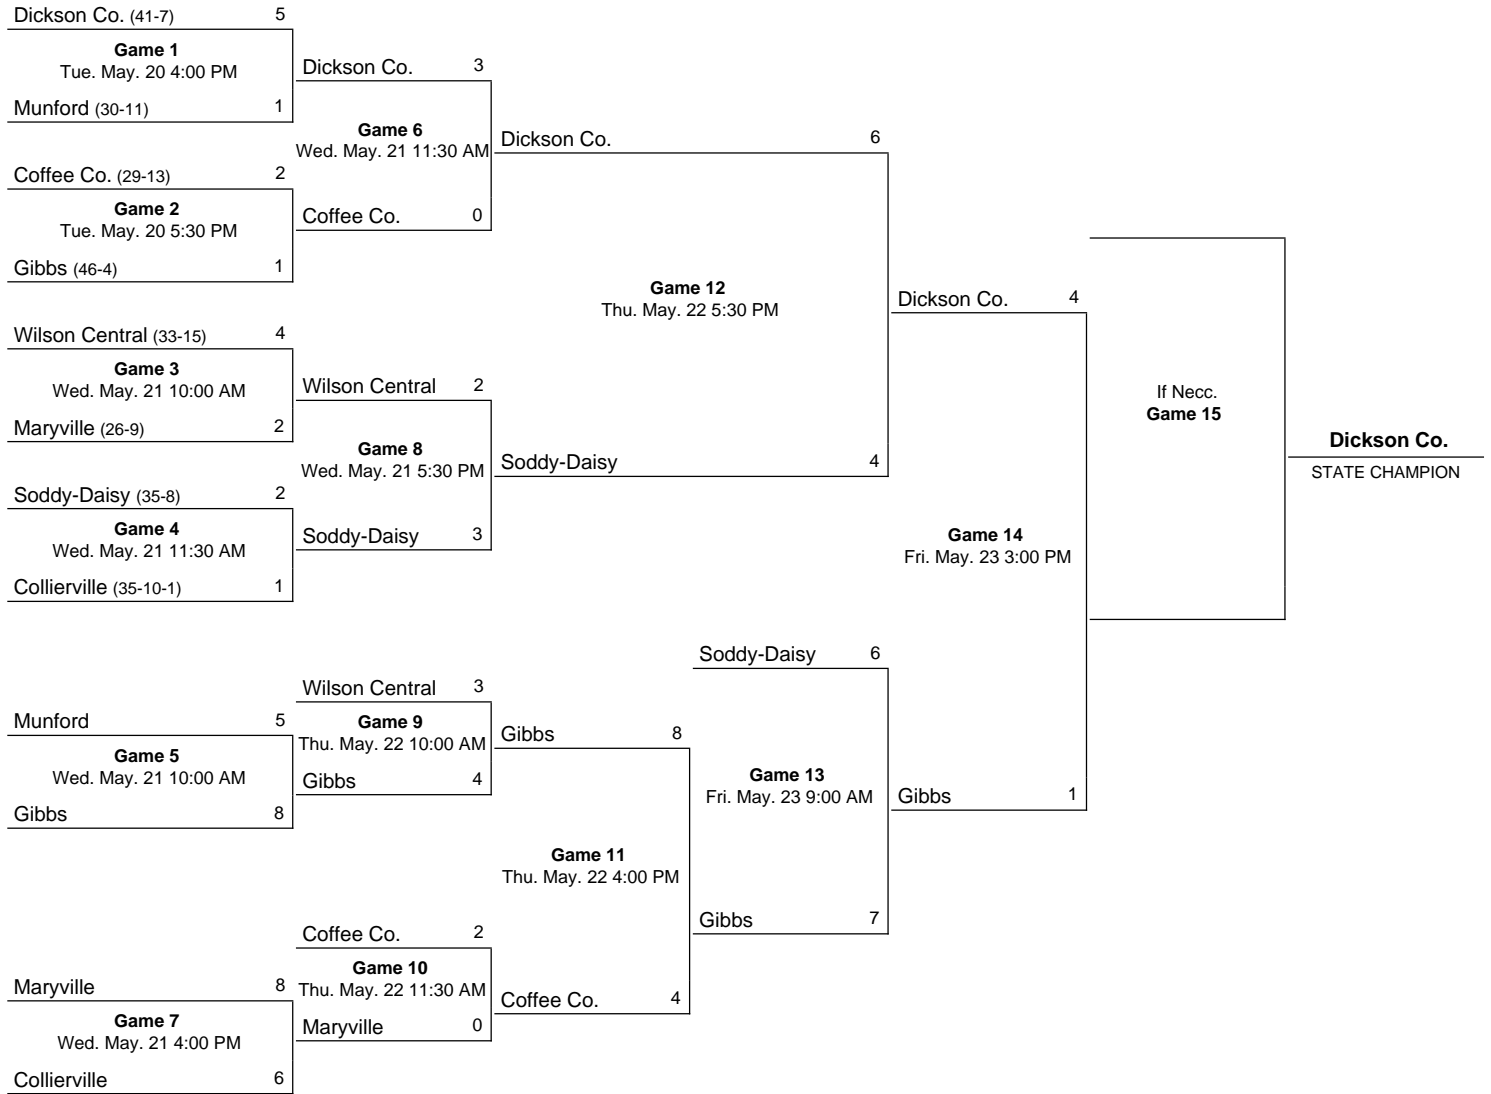 Dickson Co. (41-7) 5
Game 1
Tue. May. 20 4:00 PM
Munford (30-11) 1
Coffee Co. (29-13) 2
Game 2
Tue. May. 20 5:30 PM
Gibbs (46-4) 1
Wilson Central (33-15) 4
Game 3
Wed. May. 21 10:00 AM
Maryville (26-9) 2
Soddy-Daisy (35-8) 2
Game 4
Wed. May. 21 11:30 AM
Collierville (35-10-1) 1
Munford 5
Game 5
Wed. May. 21 10:00 AM
Gibbs 8
Maryville 8
Game 7
Wed. May. 21 4:00 PM
Collierville 6
Dickson Co. 3
Game 6
Wed. May. 21 11:30 AM
Coffee Co. 0
Wilson Central 2
Game 8
Wed. May. 21 5:30 PM
Soddy-Daisy 3
Wilson Central 3
Game 9
Thu. May. 22 10:00 AM
Gibbs 4
Coffee Co. 2
Game 10
Thu. May. 22 11:30 AM
Maryville 0
Dickson Co. 6
Game 12
Thu. May. 22 5:30 PM
Soddy-Daisy 4
Gibbs 8
Game 11
Thu. May. 22 4:00 PM
Coffee Co. 4
Soddy-Daisy 6
Game 13
Fri. May. 23 9:00 AM
Gibbs 7
Dickson Co. 4
Game 14
Fri. May. 23 3:00 PM
Gibbs 1
If Necc.
Game 15
Dickson Co.
STATE CHAMPION